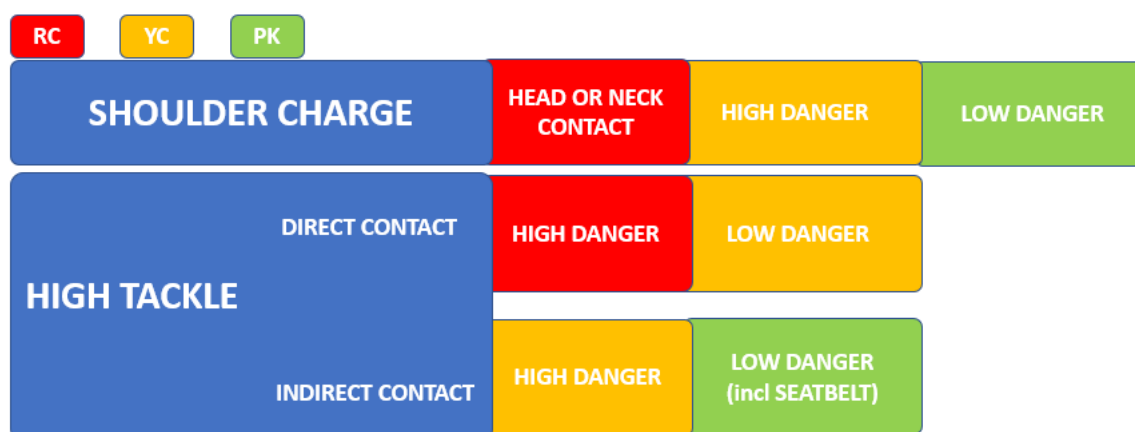 RC
YC
PK
SHOULDER CHARGE
HEAD OR NECK
CONTACT
HIGH DANGER
LOW DANGER
HIGH TACKLE
DIRECT CONTACT
HIGH DANGER
LOW DANGER
INDIRECT CONTACT
HIGH DANGER
LOW DANGER
(incl SEATBELT)